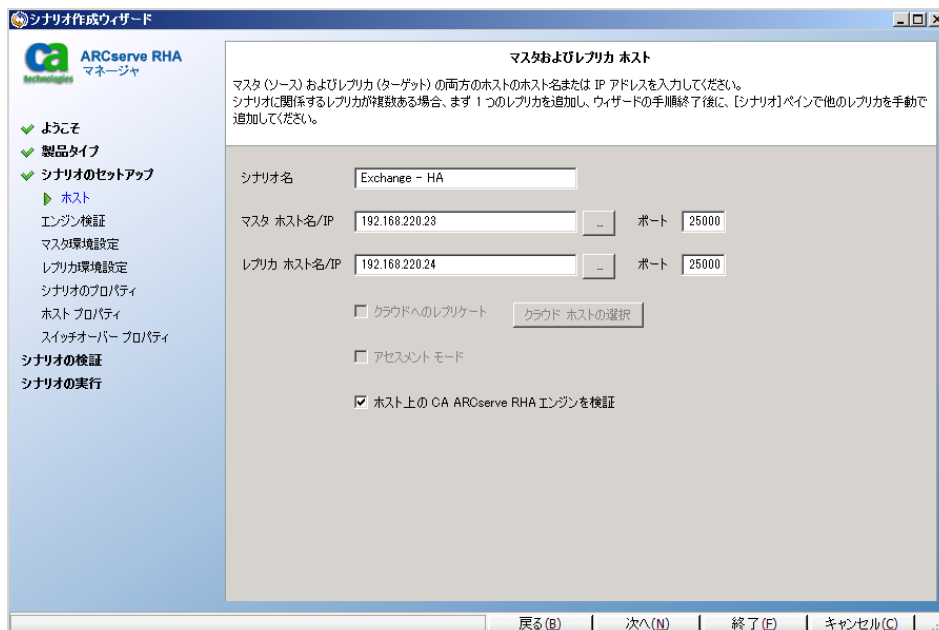 シナリオ作成ウィザード
ca
technologies
ARCserve RHA
マネージャ
ようこそ
製品タイプ
シナリオのセットアップ
ホスト
エンジン検証
マスタ環境設定
レプリカ環境設定
シナリオのプロパティ
ホスト プロパティ
スイッチオーバー プロパティ
シナリオの検証
シナリオの実行
マスタおよびレプリカ ホスト
マスタ (ソース) およびレプリカ (ターゲット) の両方のホストのホスト名または IP アドレスを入力してください。
シナリオに関係するレプリカが複数ある場合、まず 1 つのレプリカを追加し、ウィザードの手順終了後に、[シナリオ] ペインで他のレプリカを手動で
追加してください。
シナリオ名 Exchange - HA
マスタ ホスト名/IP 192.168.220.23 ... ポート 25000
レプリカ ホスト名/IP 192.168.220.24 ... ポート 25000
クラウドへのレプリケート クラウド ホストの選択
アセスメント モード
ホスト上の CA ARCserve RHA エンジンを検証
戻る(B) 次へ(N) 終了(F) キャンセル(C)